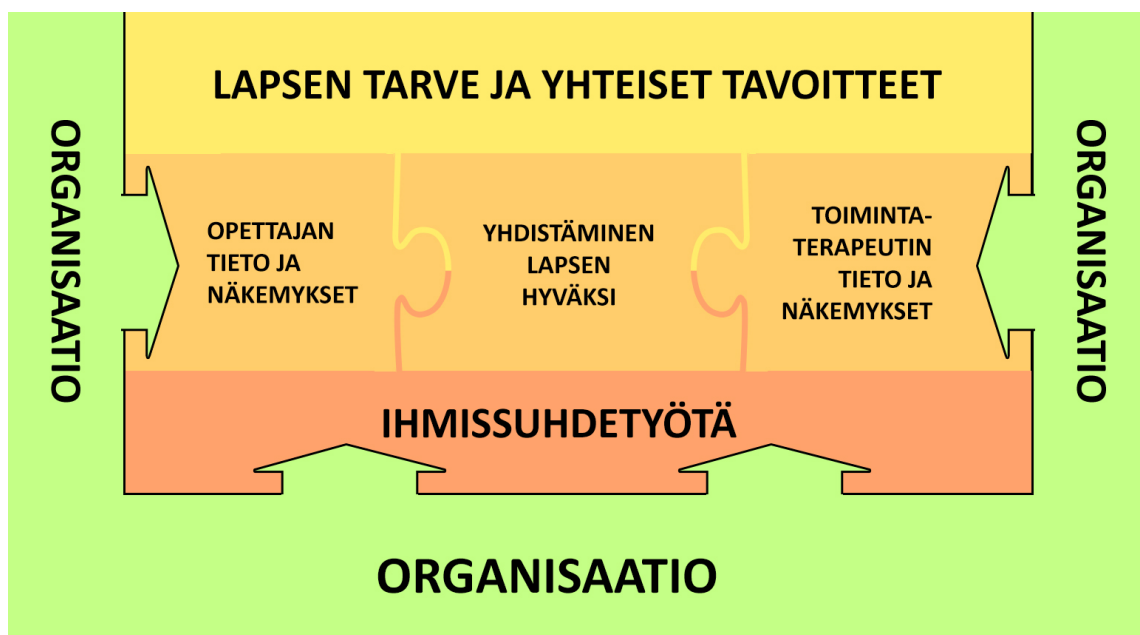 LAPSEN TARVE JA YHTEISET TAVOITTEET
ORGANISAATIO
OPETTAJAN
TIETO JA
NÄKEMYKSET
YHDISTÄMINEN
LAPSEN
HYVÄKSI
TOIMINTA-
TERAPEUTIN
TIETO JA
NÄKEMYKSET
ORGANISAATIO
IHMISSUHDETYÖTÄ
ORGANISAATIO